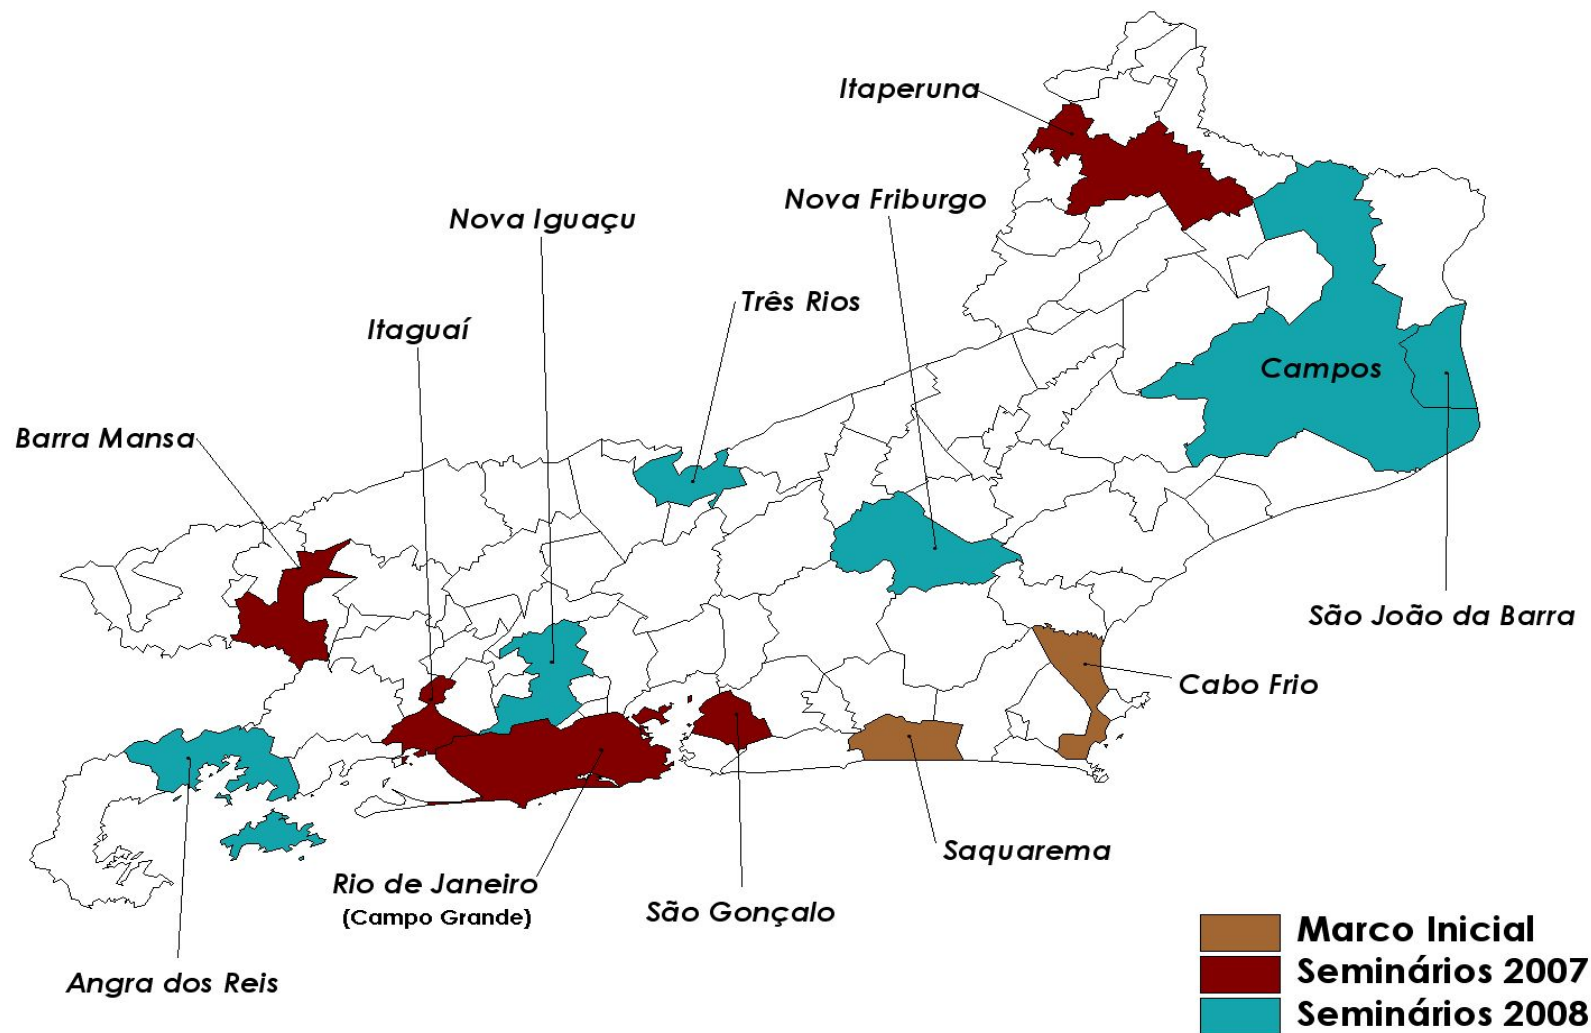 Itaperuna
Nova Friburgo
Nova Iguaçu
Três Rios
Itaguaí
Campos
Barra Mansa
São João da Barra
Cabo Frio
Saquarema
Rio de Janeiro
(Campo Grande)
São Gonçalo
Angra dos Reis
Marco Inicial
Seminários 2007
Seminários 2008